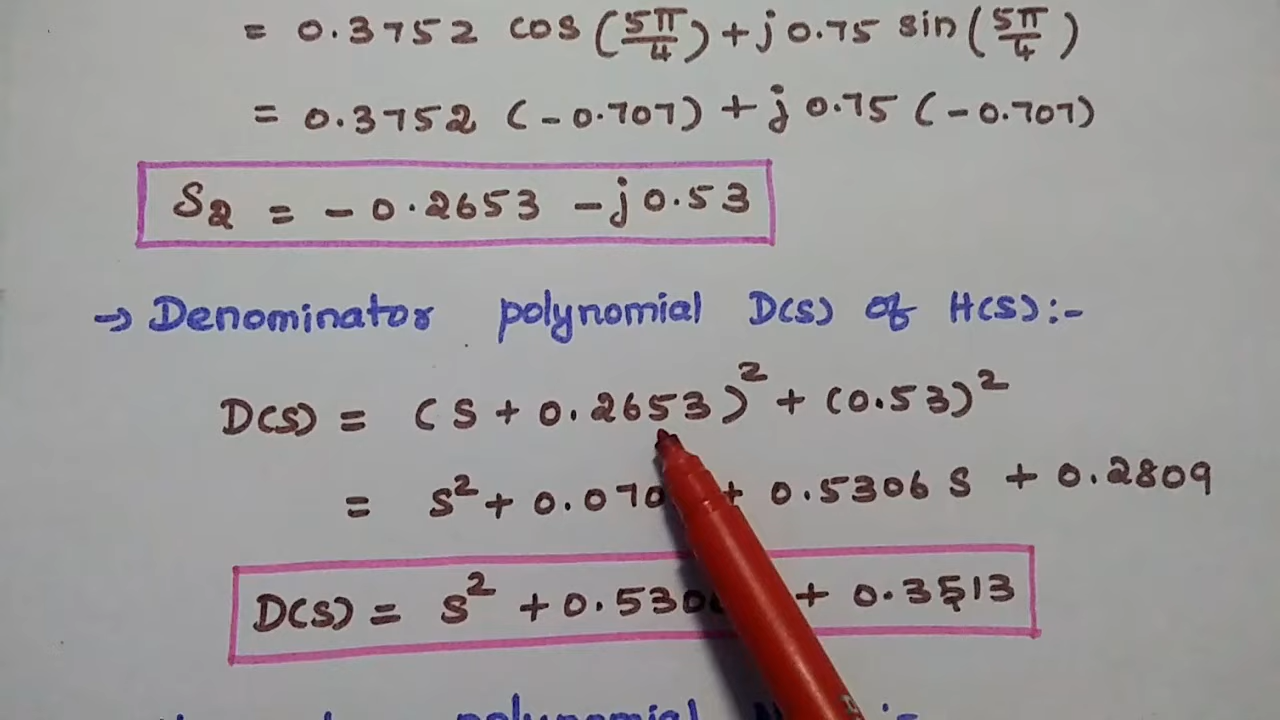 = 0.3752 cos (5π/4) + j 0.75 sin (5π/4)
= 0.3752 (-0.707) + j 0.75 (-0.707)
S2 = -0.2653 - j 0.53
→ Denominator polynomial D(s) of H(s):-
D(s) = (S + 0.2653)² + (0.53)²
= S² + 0.070 + 0.5306 S + 0.2809
D(s) = S² + 0.530 + 0.3513
polynomial